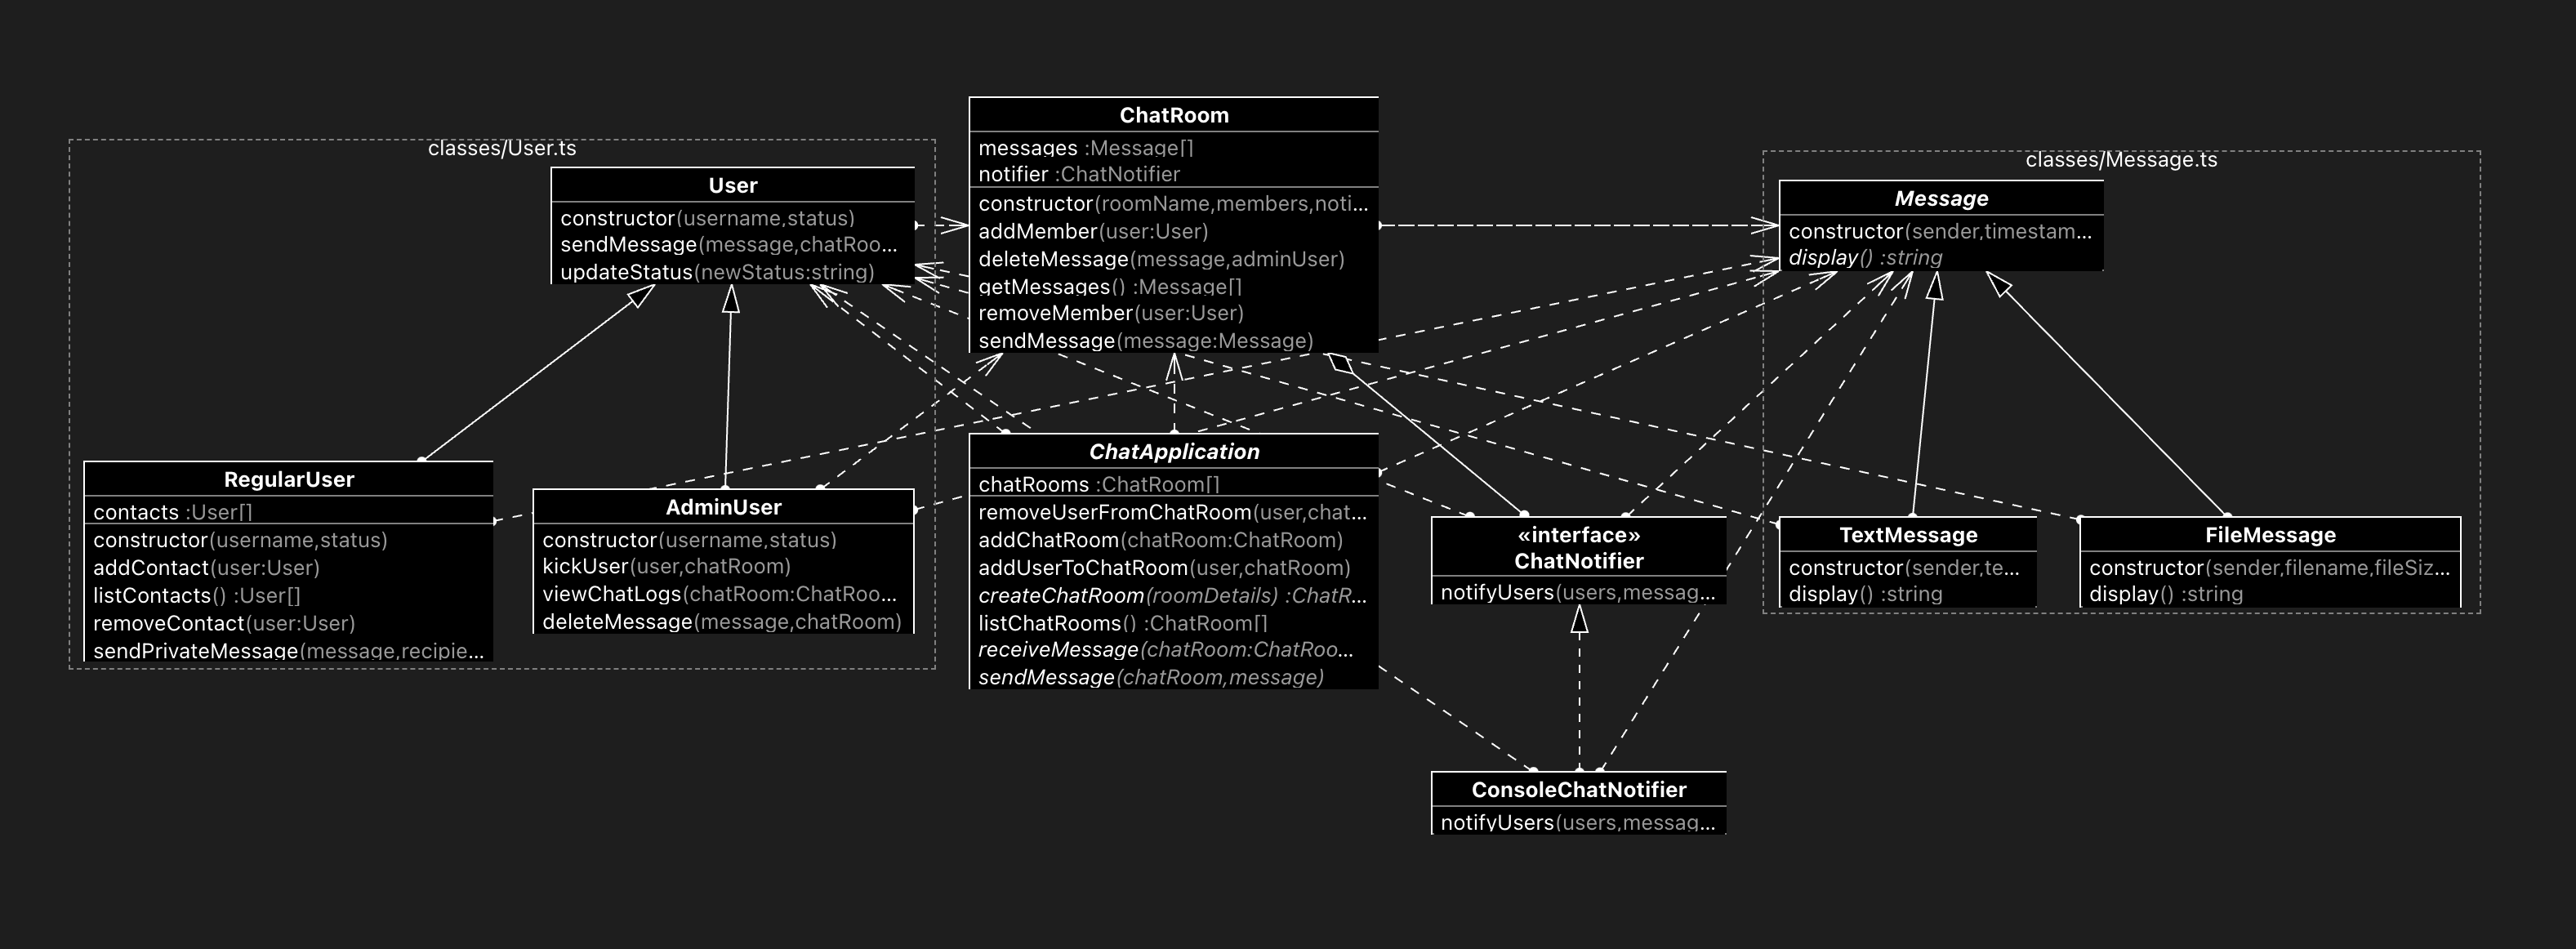 classes/User.ts
User
constructor(username,status)
sendMessage(message,chatRoo...
updateStatus(newStatus:string)
RegularUser
contacts :User[]
constructor(username,status)
addContact(user:User)
listContacts() :User[]
removeContact(user:User)
sendPrivateMessage(message,recipie...
AdminUser
constructor(username,status)
kickUser(user,chatRoom)
viewChatLogs(chatRoom:ChatRoo...
deleteMessage(message,chatRoom)
ChatRoom
messages :Message[]
notifier :ChatNotifier
constructor(roomName,members,noti...
addMember(user:User)
deleteMessage(message,adminUser)
getMessages() :Message[]
removeMember(user:User)
sendMessage(message:Message)
ChatApplication
chatRooms :ChatRoom[]
removeUserFromChatRoom(user,chat...
addChatRoom(chatRoom:ChatRoom)
addUserToChatRoom(user,chatRoom)
createChatRoom(roomDetails) :ChatR...
listChatRooms() :ChatRoom[]
receiveMessage(chatRoom:ChatRoo...
sendMessage(chatRoom,message)
«interface»
ChatNotifier
notifyUsers(users,messag...
ConsoleChatNotifier
notifyUsers(users,messag...
classes/Message.ts
Message
constructor(sender,timestam...
display() :string
TextMessage
constructor(sender,te...
display() :string
FileMessage
constructor(sender,filename,fileSiz...
display() :string